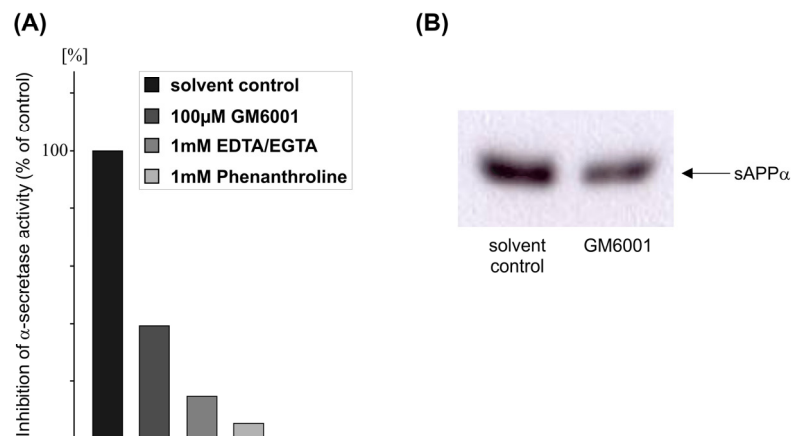 (A)
[%]
Inhibition of α-secretase activity (% of control)
100
solvent control
100µM GM6001
1mM EDTA/EGTA
1mM Phenanthroline
(B)
sAPPα
solvent
control
GM6001